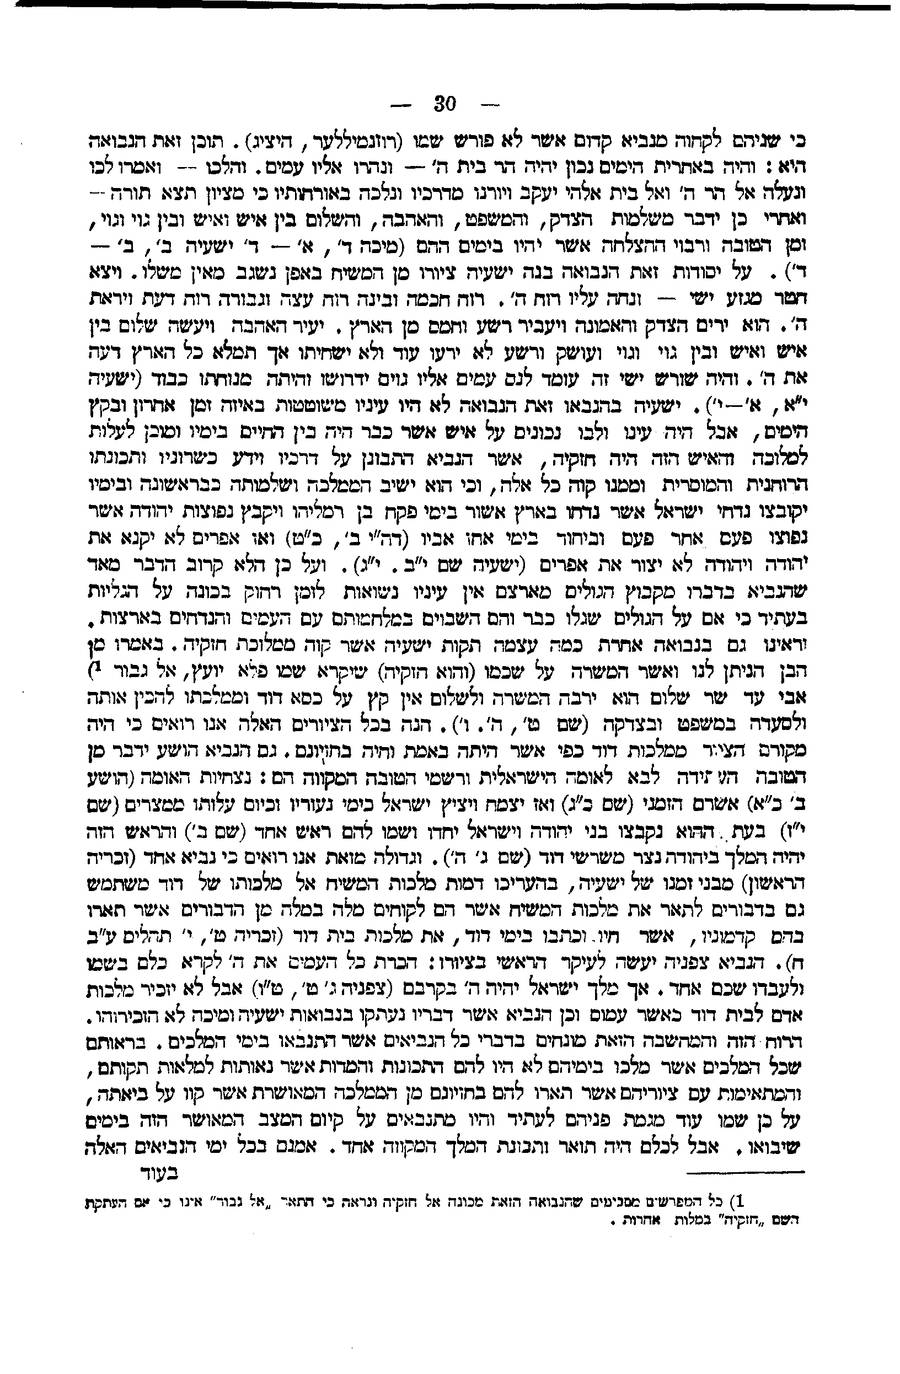 — 30 —
כי שניהם לקחוה מנביא קדום אשר לא פורש שמו (רוזנמיללער, היציג). תוכן זאת הנבואה
היא: והיה באחרית הימים נכון יהיה הר בית ה' — ונהרו אליו עמים. והלכו — ואמרו לכו
ונעלה אל הר ה' ואל בית אלהי יעקב ויורנו מדרכיו ונלכה באורחותיו כי מציון תצא תורה —
ואחרי כן ידבר משלמת הצדק, והמשפט, והאהבה, והשלום בין איש ואיש ובין גוי וגוי,
זמן הטובה ורבוי ההצלחה אשר יהיו בימים ההם (מיכה ד', א' — ד' ישעיה ב', ב' —
ד'). על יסודות זאת הנבואה בנה ישעיה ציורו מן המשיח באפן נשגב מאין משלו. ויצא
חטר מגזע ישי — ונחה עליו רוח ה'. רוח חכמה ובינה רוח עצה וגבורה רוח דעת ויראת
ה'. הוא ירים הצדק והאמונה ויעביר רשע וחמס מן הארץ. יעיר האהבה ויעשה שלום בין
איש ואיש ובין גוי וגוי ועושק ורשע לא ירעו עוד ולא ישחיתו אך תמלא כל הארץ דעה
את ה'. והיה שורש ישי זה עומד לנס עמים אליו גוים ידרושו והיתה מנוחתו כבוד (ישעיה
י"א, א'—י'). ישעיה בהנבאו זאת הנבואה לא היו עיניו משוטטות באיזה זמן אחרון ובקץ
הימים, אבל היה עינו ולבו נכונים על איש אשר כבר היה בין החיים בימיו ומוכן לעלות
למלוכה והאיש הזה היה חזקיה, אשר הנביא התבונן על דרכיו וידע כשרוניו ותכונתו
הרוחנית והמוסרית וממנו קוה כל אלה, וכי הוא ישיב הממלכה ושלמותה כבראשונה ובימיו
יקובצו נדחי ישראל אשר נדחו בארץ אשור בימי פקח בן רמליהו ויקבץ נפוצות יהודה אשר
נפוצו פעם אחר פעם וביחוד בימי אחז אביו (דה"י ב', כ"ט) ואז אפרים לא יקנא את
יהודה ויהודה לא יצור את אפרים (ישעיה שם י"ב. י"ג). ועל כן הלא קרוב הדבר מאד
שהנביא בדברו מקבוץ הגולים מארצם אין עיניו נשואות לזמן רחוק בכונה על הגליות
בעתיד כי אם על הגולים שגלו כבר והם השבוים במלחמותם עם העמים והנדחים בארצות.
וראינו גם בנבואה אחרת כמה עצמה תקות ישעיה אשר קוה ממלוכת חזקיה. באמרו מן
הבן הניתן לנו ואשר המשרה על שכמו (והוא חזקיה) שיקרא שמו פלא יועץ, אל גבור 1)
אבי עד שר שלום הוא ירבה המשרה ולשלום אין קץ על כסא דוד וממלכתו להכין אותה
ולסעדה במשפט ובצדקה (שם ט', ה'. ו'). הנה בכל הציורים האלה אנו רואים כי היה
מקורם הציור ממלכות דוד כפי אשר היתה באמת וחיה בחזיונם. גם הנביא הושע ידבר מן
הטובה העתידה לבא לאומה הישראלית ורשמי הטובה המקווה הם: נצחיות האומה (הושע
ב' כ"א) אשרם הזמני (שם כ"ג) ואז יצמח ויציץ ישראל כימי נעוריו וכיום עלותו ממצרים (שם
י"ז) בעת ההוא נקבצו בני יהודה וישראל יחדו ושמו להם ראש אחד (שם ב') והראש הזה
יהיה המלך ביהודה נצר משרשי דוד (שם ג' ה'). וגדולה מזאת אנו רואים כי נביא אחד (זכריה
הראשון) מבני זמנו של ישעיה, בהעריכו דמות מלכות המשיח אל מלכותו של דוד משתמש
גם בדבורים לתאר את מלכות המשיח אשר הם לקוחים מלה במלה מן הדבורים אשר תארו
בהם קדמוניו, אשר חיו וכתבו בימי דוד, את מלכות בית דוד (זכריה ט', י' תהלים ע"ב
ח). הנביא צפניה יעשה לעיקר הראשי בציורו: הכרת כל העמים את ה' לקרא כלם בשמו
ולעבדו שכם אחד. אך מלך ישראל יהיה ה' בקרבם (צפניה ג' ט', ט"ו) אבל לא יזכיר מלכות
אדם לבית דוד כאשר עמוס וכן הנביא אשר דבריו נעתקו בנבואות ישעיה ומיכה לא הזכירוהו.
הרוח הזה והמחשבה הזאת מונחים בדברי כל הנביאים אשר התנבאו בימי המלכים. בראותם
שכל המלכים אשר מלכו בימיהם לא היו להם התכונות והמדות אשר נאותות למלאות תקותם,
והמתאימות עם ציוריהם אשר תארו להם בחזיונם מן הממלכה המאושרת אשר קוו על ביאתה,
על כן שמו עוד מגמת פניהם לעתיד והיו מתנבאים על קיום המצב המאושר הזה בימים
שיבואו. אבל לכלם היה תואר ותכונת המלך המקווה אחד. אמנם בכל ימי הנביאים האלה
בעוד
1) כל המפרשים מסכימים שהנבואה הזאת מכונה אל חזקיה ונראה כי התאר „אל גבור" אינו כי אם העתקת
השם „חזקיה" במלות אחרות.